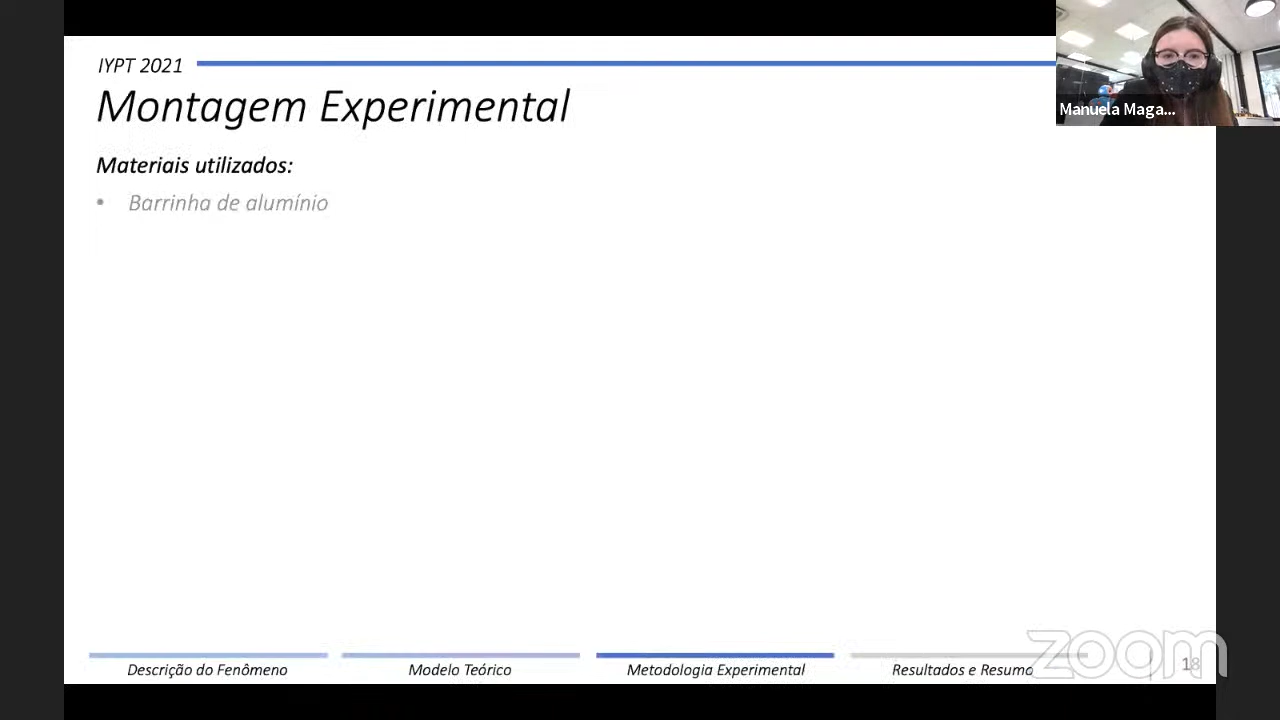 IYPT 2021
Montagem Experimental
Manuela Maga...
Materiais utilizados:
• Barrinha de alumínio
Descrição do Fenômeno
Modelo Teórico
Metodologia Experimental
Resultados e Resumo
zoom
18